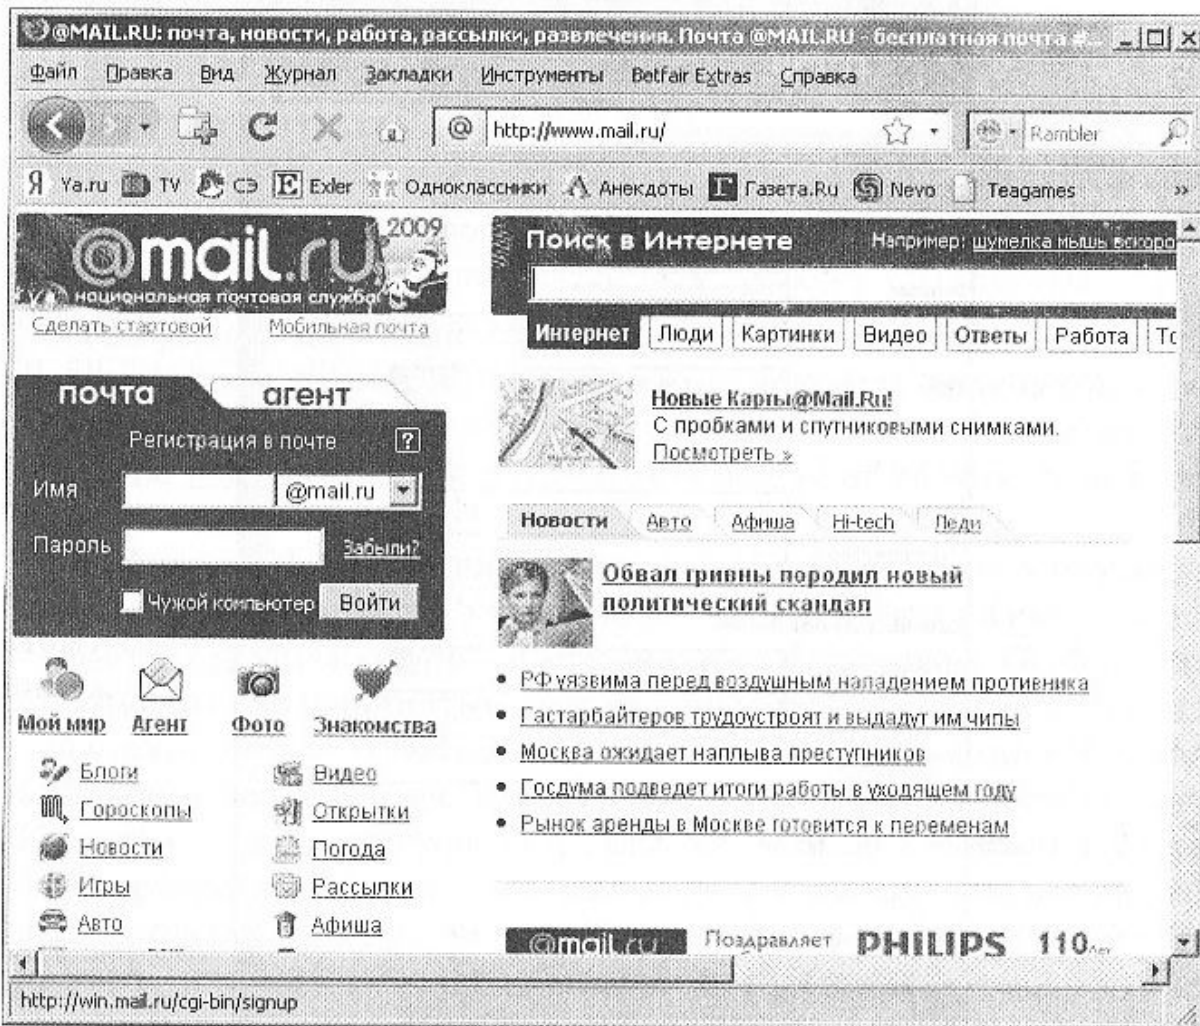 @MAIL.RU: почта, новости, работа, рассылки, развлечения. Почта @MAIL.RU - бесплатная почта #...
Файл Правка Вид Журнал Закладки Инструменты Betfair Extras Справка
http://www.mail.ru/ Rambler
Ya.ru TV СЭ Exler Одноклассники Анекдоты Газета.Ru Nevo Teagames »
@mail.ru 2009
национальная почтовая служба
Сделать стартовой Мобильная почта
Поиск в Интернете Например: шумелка мышь вскоро
Интернет Люди Картинки Видео Ответы Работа То
почта агент
Регистрация в почте ?
Имя @mail.ru
Пароль Забыли?
Чужой компьютер Войти
Новые Карты@Mail.Ru!
С пробками и спутниковыми снимками.
Посмотреть »
Новости Авто Афиша Hi-tech Леди
Обвал гривны породил новый
политический скандал
• РФ уязвима перед воздушным нападением противника
• Гастарбайтеров трудоустроят и выдадут им чипы
• Москва ожидает наплыва преступников
• Госдума подведет итоги работы в уходящем году
• Рынок аренды в Москве готовится к переменам
Мой мир Агент Фото Знакомства
Блоги Видео
Гороскопы Открытки
Новости Погода
Игры Рассылки
Авто Афиша
@mail.ru Поздравляет PHILIPS 110 лет
http://win.mail.ru/cgi-bin/signup